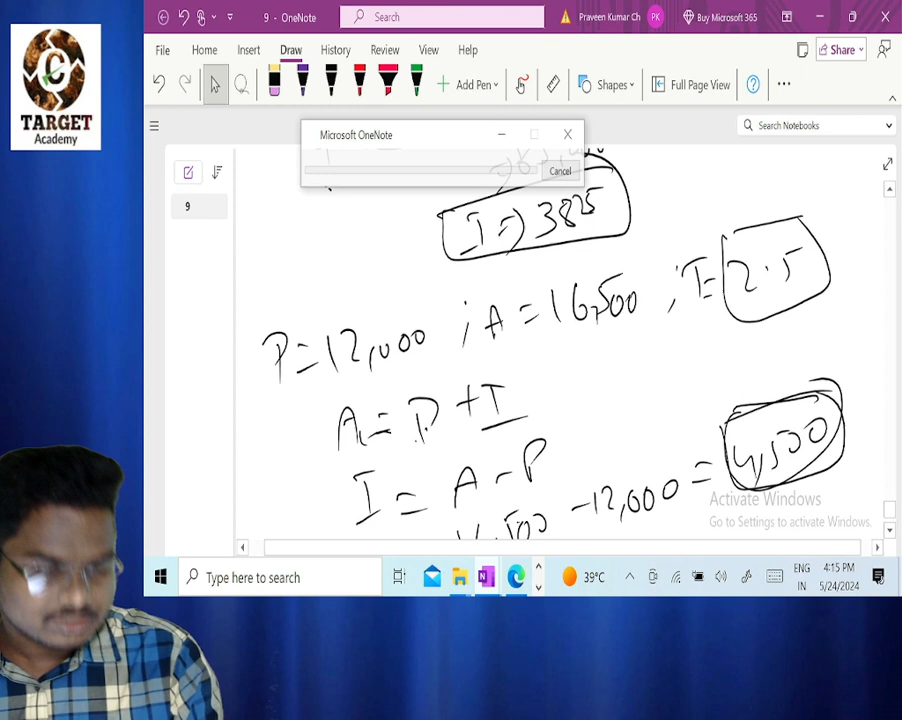 TARGET
Academy
9 - OneNote
Search
Praveen Kumar Ch
PK
Buy Microsoft 365
File Home Insert Draw History Review View Help
Share
Add Pen
Shapes
Full Page View
Search Notebooks
Microsoft OneNote
Cancel
9
I => 3825
P = 12,000 ; A = 16,500 ; T = 2.5
A = P + I
I = A - P
- 12,000 = 4,500
Activate Windows
Go to Settings to activate Windows.
Type here to search
39°C
ENG
IN
4:15 PM
5/24/2024